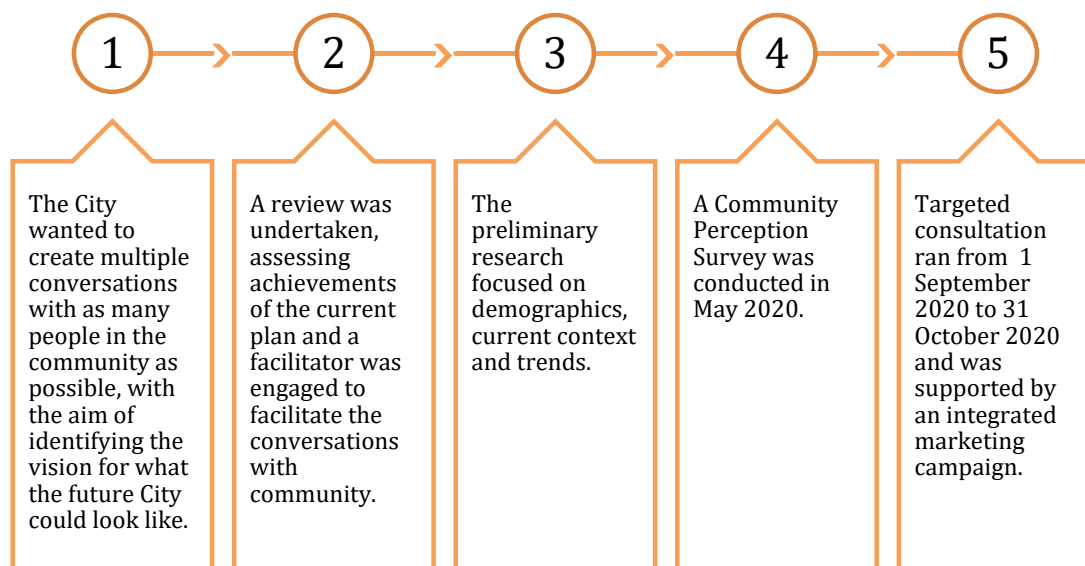 1
2
3
4
5
The City
wanted to
create multiple
conversations
with as many
people in the
community as
possible, with
the aim of
identifying the
vision for what
the future City
could look like.
A review was
undertaken,
assessing
achievements
of the current
plan and a
facilitator was
engaged to
facilitate the
conversations
with
community.
The
preliminary
research
focused on
demographics,
current context
and trends.
A Community
Perception
Survey was
conducted in
May 2020.
Targeted
consultation
ran from  1
September
2020 to 31
October 2020
and was
supported by
an integrated
marketing
campaign.